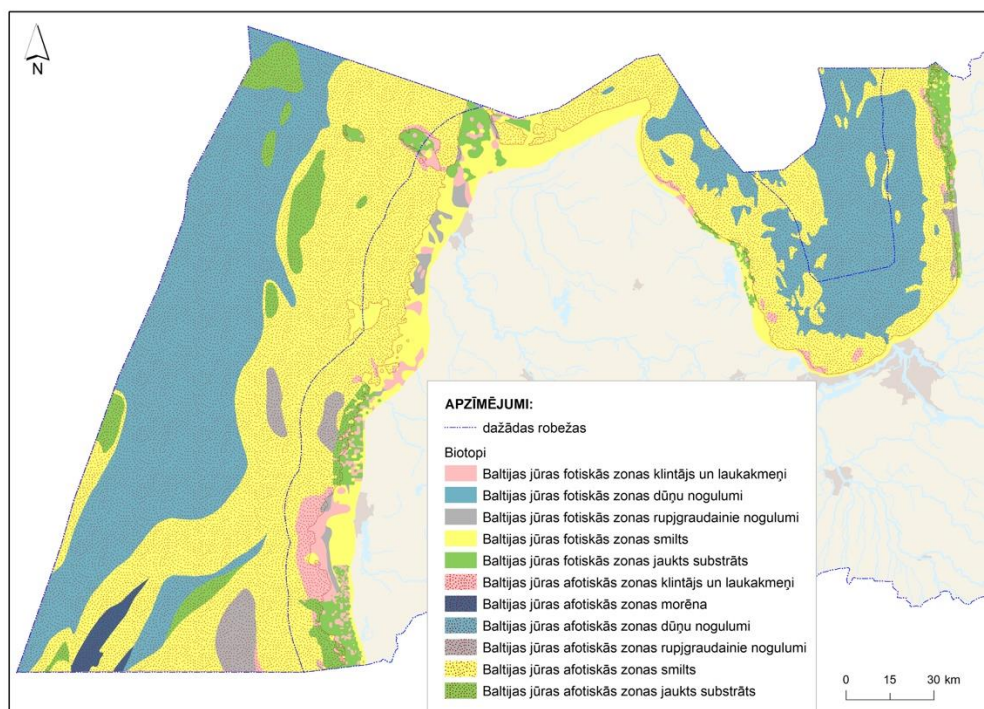 N
APZĪMĒJUMI:
dažādas robežas
Biotopi
Baltijas jūras fotiskās zonas klintājs un laukakmeņi
Baltijas jūras fotiskās zonas dūņu nogulumi
Baltijas jūras fotiskās zonas rupjgraudainie nogulumi
Baltijas jūras fotiskās zonas smilts
Baltijas jūras fotiskās zonas jaukts substrāts
Baltijas jūras afotiskās zonas klintājs un laukakmeņi
Baltijas jūras afotiskās zonas morēna
Baltijas jūras afotiskās zonas dūņu nogulumi
Baltijas jūras afotiskās zonas rupjgraudainie nogulumi
Baltijas jūras afotiskās zonas smilts
Baltijas jūras afotiskās zonas jaukts substrāts
0 15 30 km